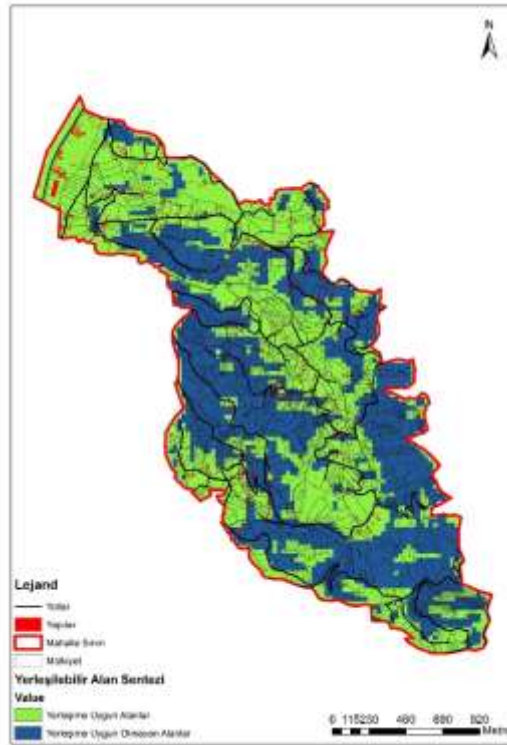 N
Lejand
Yollar
Yapılar
Mahalle Sınırı
Mülkiyet
Yerleşilebilir Alan Sentezi
Value
Yerleşime Uygun Alanlar
Yerleşime Uygun Olmayan Alanlar
0 115230 460 690 920
Metre